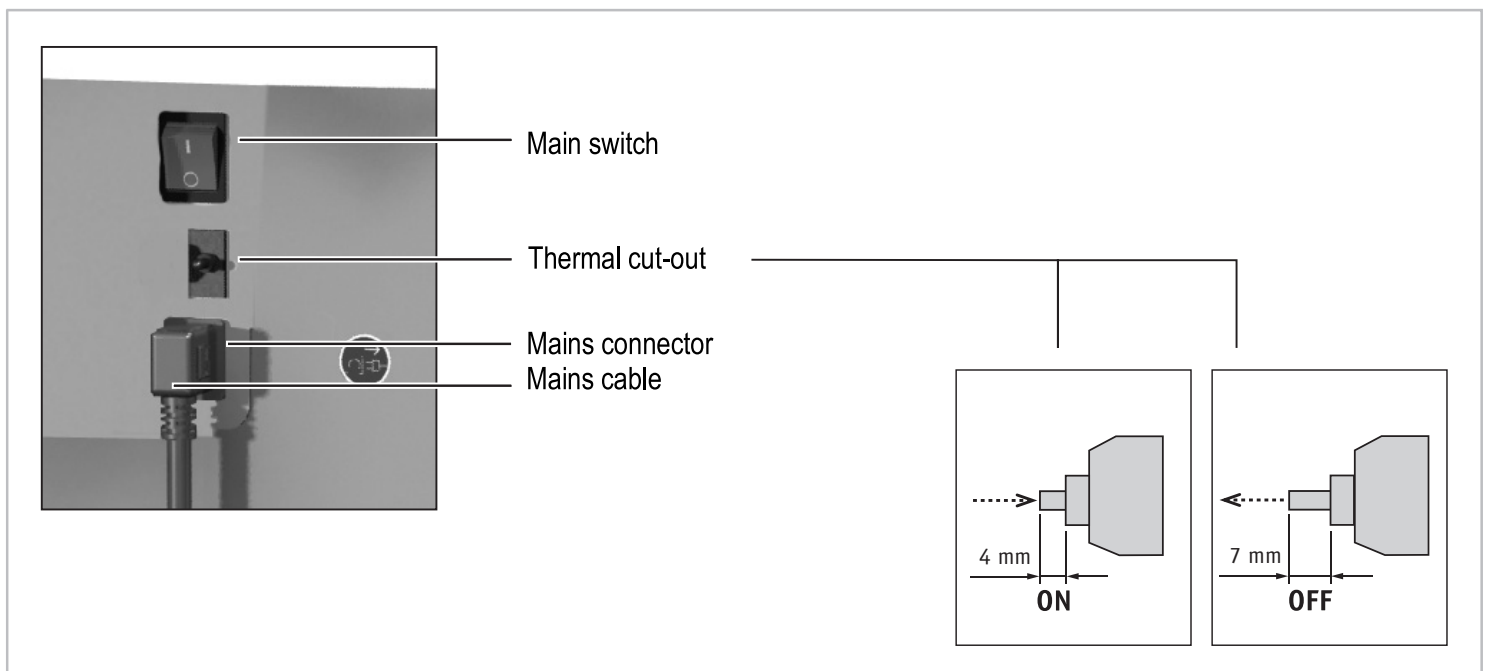 Main switch
Thermal cut-out
Mains connector
Mains cable
4 mm
ON
7 mm
OFF